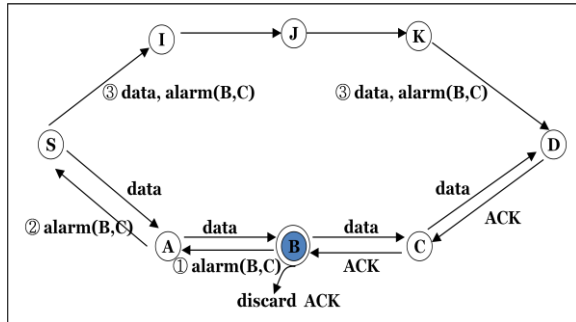 I
J
K
③ data, alarm(B,C)
③ data, alarm(B,C)
S
D
data
data
② alarm(B,C)
data
data
ACK
A
B
C
① alarm(B,C)
ACK
discard ACK